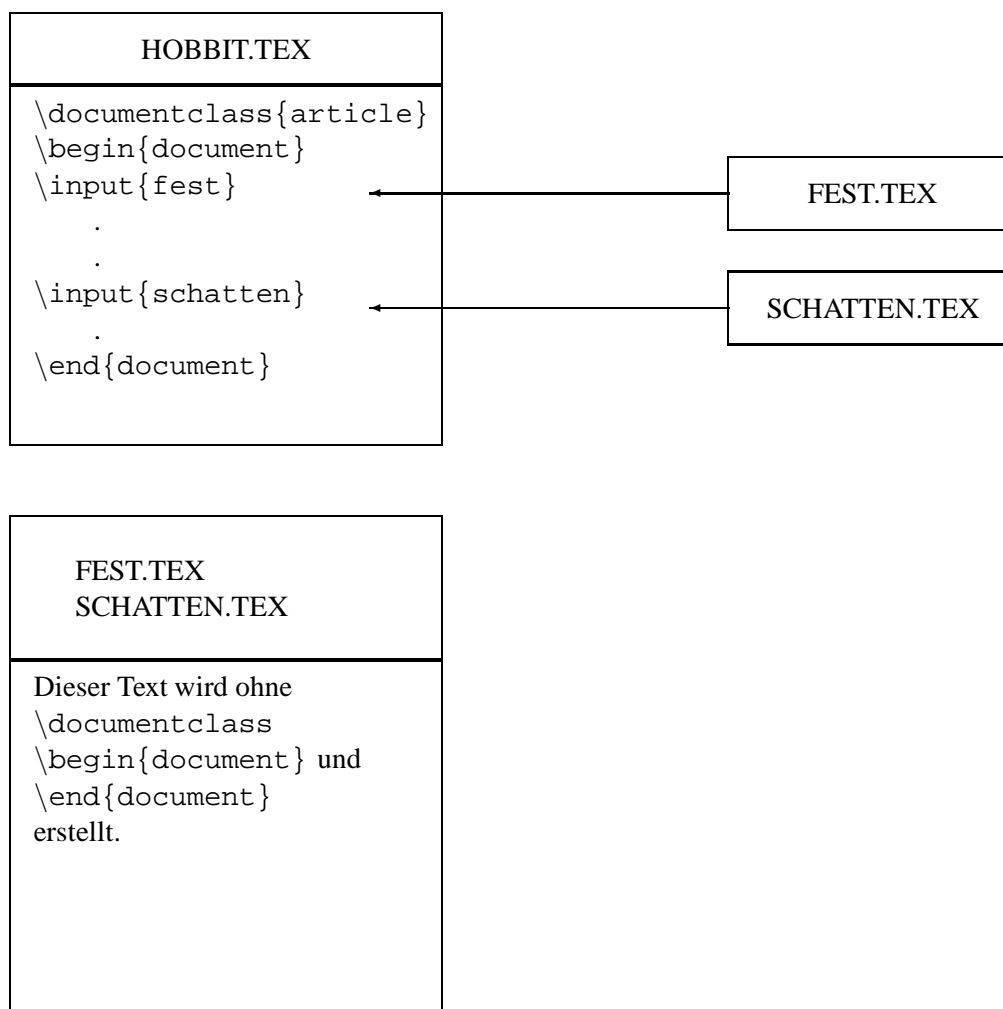 HOBBIT.TEX
\documentclass{article}
\begin{document}
\input{fest}
.
.
\input{schatten}
.
\end{document}
FEST.TEX
SCHATTEN.TEX
FEST.TEX
SCHATTEN.TEX
Dieser Text wird ohne
\documentclass
\begin{document} und
\end{document}
erstellt.